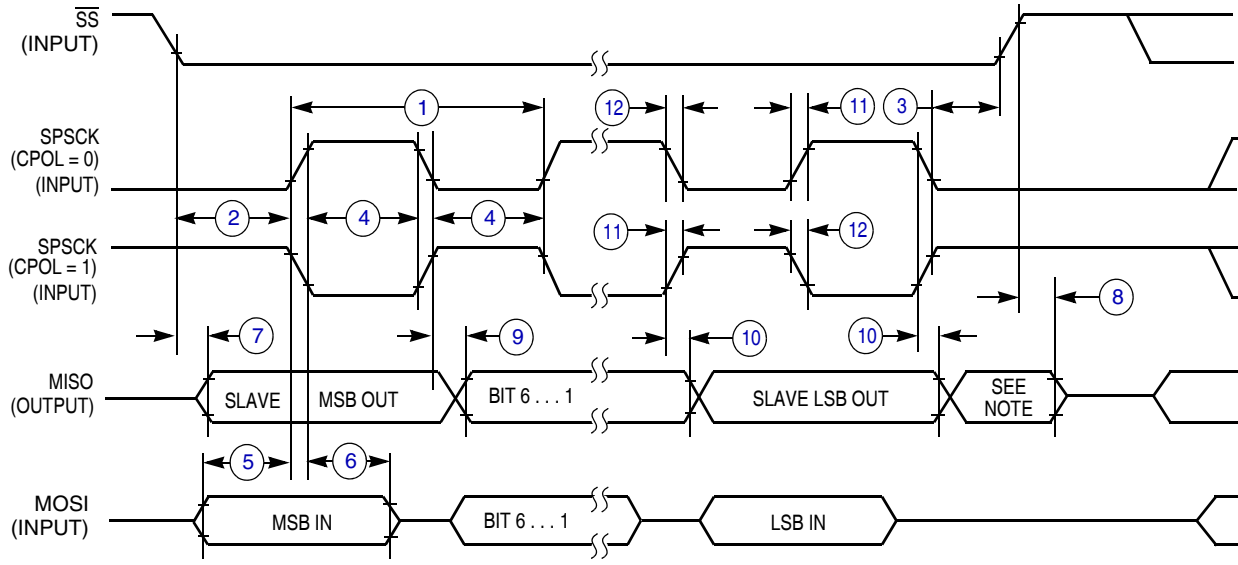 SS
(INPUT)
1
12
11
3
SPSCK
(CPOL = 0)
(INPUT)
2
4
4
SPSCK
(CPOL = 1)
(INPUT)
11
12
7
9
10
10
8
MISO
(OUTPUT)
SLAVE
MSB OUT
BIT 6 . . . 1
SLAVE LSB OUT
SEE
NOTE
5
6
MOSI
(INPUT)
MSB IN
BIT 6 . . . 1
LSB IN